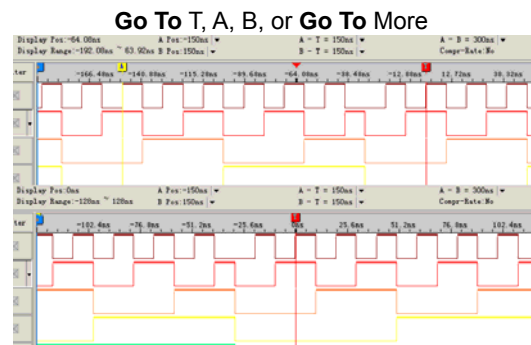 Go To T, A, B, or Go To More
Display Pos:-64.08ns A Pos:-150ns A - T = 150ns A - B = 300ns
Display Range:-192.08ns ~ 63.92ns B Pos:150ns B - T = 150ns Compr-Rate:No
-166.48ns -140.88ns -115.28ns -89.68ns -64.08ns -38.48ns -12.88ns 12.72ns 38.32ns
Display Pos:0ns A Pos:-150ns A - T = 150ns A - B = 300ns
Display Range:-128ns ~ 128ns B Pos:150ns B - T = 150ns Compr-Rate:No
-102.4ns -76.8ns -51.2ns -25.6ns 0ns 25.6ns 51.2ns 76.8ns 102.4ns